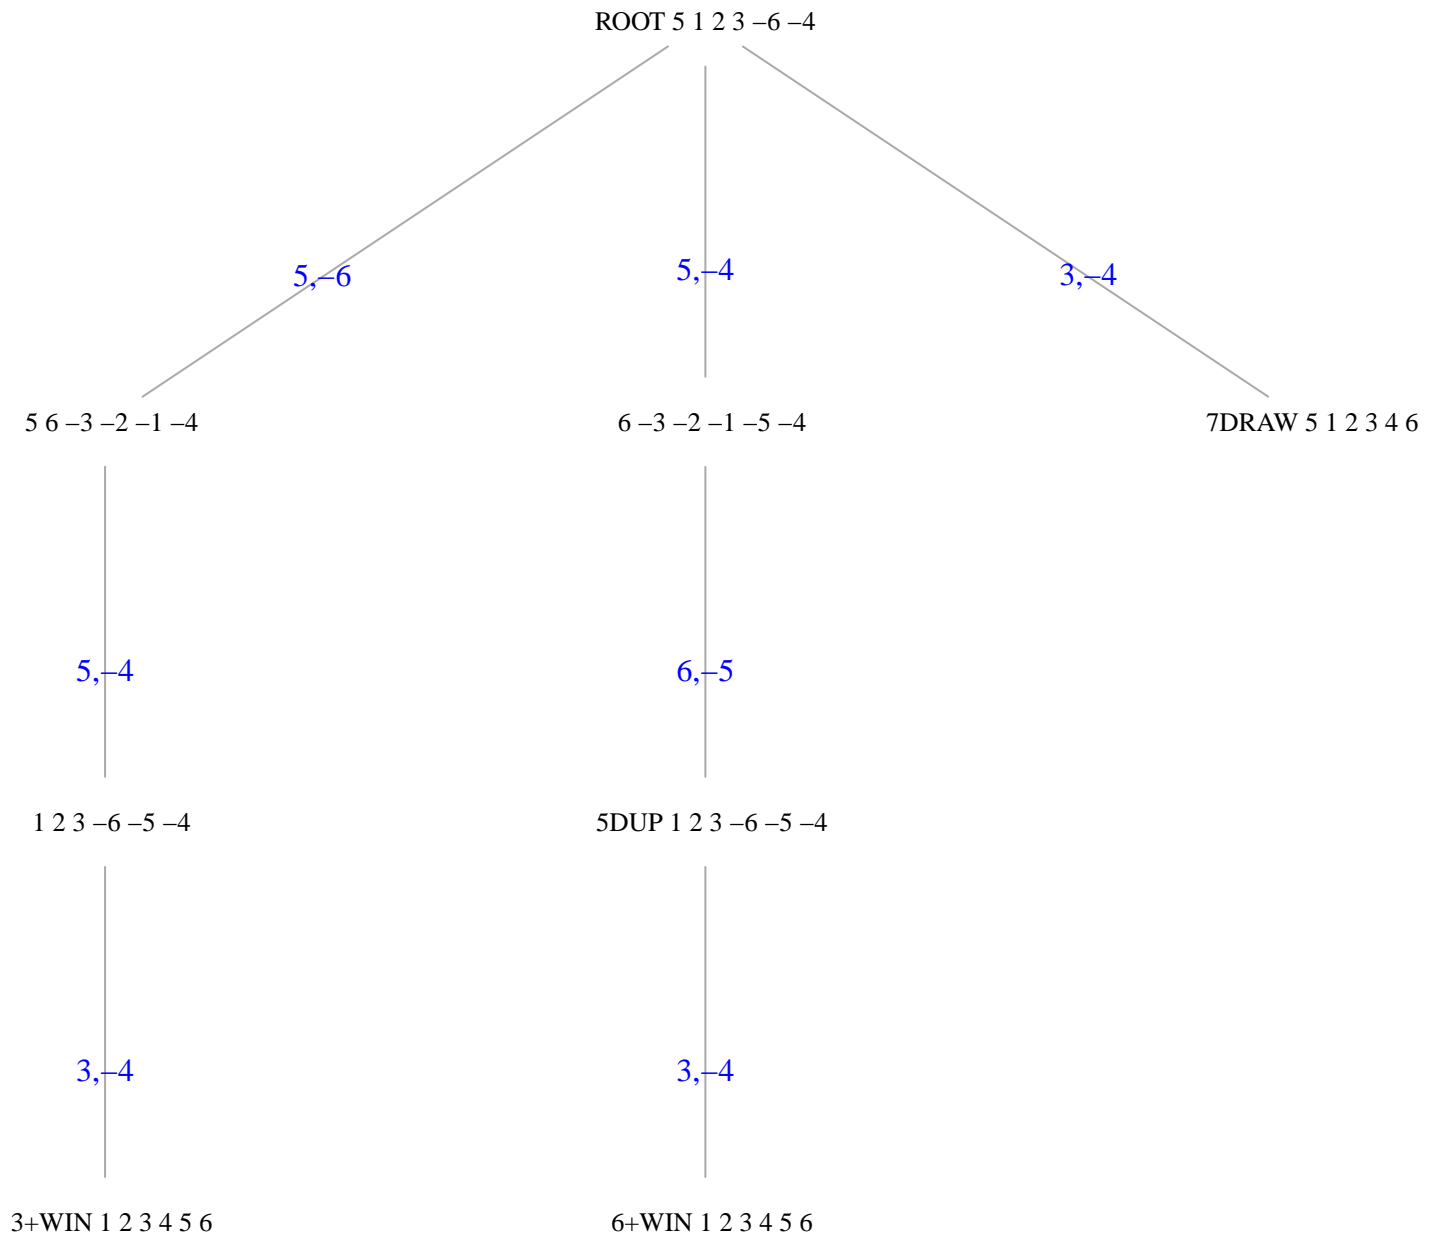 ROOT 5 1 2 3 –6 –4
5,–6
5,–4
3,–4
5 6 –3 –2 –1 –4
6 –3 –2 –1 –5 –4
7DRAW 5 1 2 3 4 6
5,–4
6,–5
1 2 3 –6 –5 –4
5DUP 1 2 3 –6 –5 –4
3,–4
3,–4
3+WIN 1 2 3 4 5 6
6+WIN 1 2 3 4 5 6